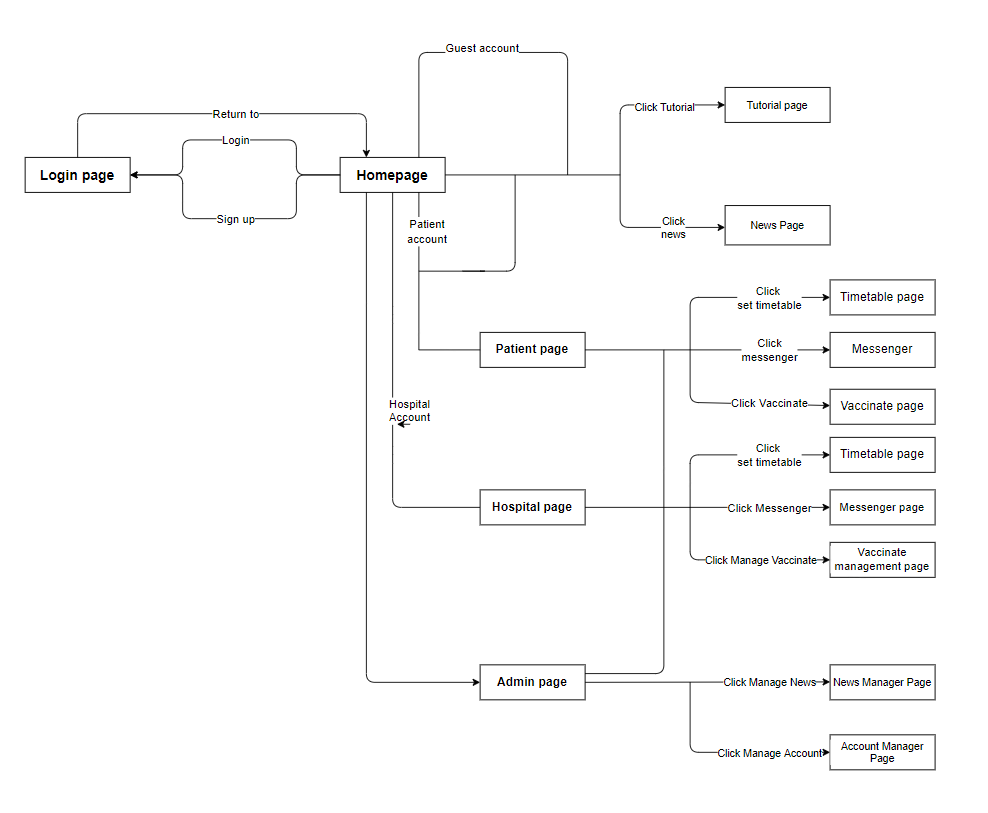 Guest account
Click Tutorial
Tutorial page
Return to
Login
Login page
Homepage
Sign up
Click
news
News Page
Patient
account
Click
set timetable
Timetable page
Patient page
Click
messenger
Messenger
Click Vaccinate
Vaccinate page
Hospital
Account
Click
set timetable
Timetable page
Hospital page
Click Messenger
Messenger page
Click Manage Vaccinate
Vaccinate
management page
Admin page
Click Manage News
News Manager Page
Click Manage Account
Account Manager
Page